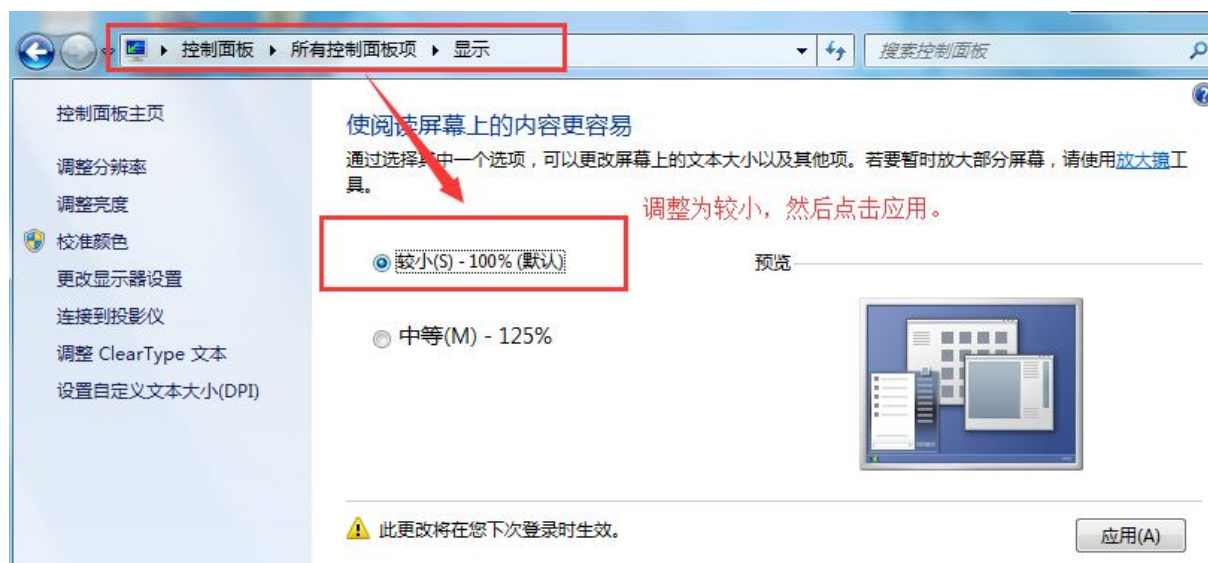 控制面板 ▸ 所有控制面板项 ▸ 显示
搜索控制面板
控制面板主页
调整分辨率
调整亮度
校准颜色
更改显示器设置
连接到投影仪
调整 ClearType 文本
设置自定义文本大小(DPI)
使阅读屏幕上的内容更容易
通过选择其中一个选项，可以更改屏幕上的文本大小以及其他项。若要暂时放大部分屏幕，请使用放大镜工
具。
调整为较小，然后点击应用。
较小(S) - 100% (默认)
预览
中等(M) - 125%
此更改将在您下次登录时生效。
应用(A)